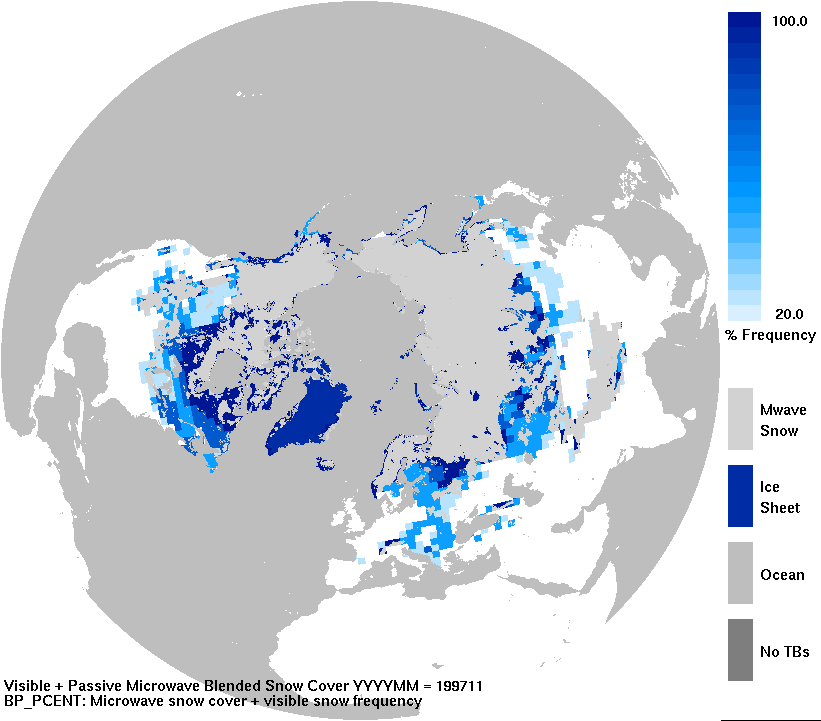 100.0
20.0
% Frequency
Mwave
Snow
Ice
Sheet
Ocean
No TBs
Visible + Passive Microwave Blended Snow Cover YYYYMM = 199711
BP_PCENT: Microwave snow cover + visible snow frequency